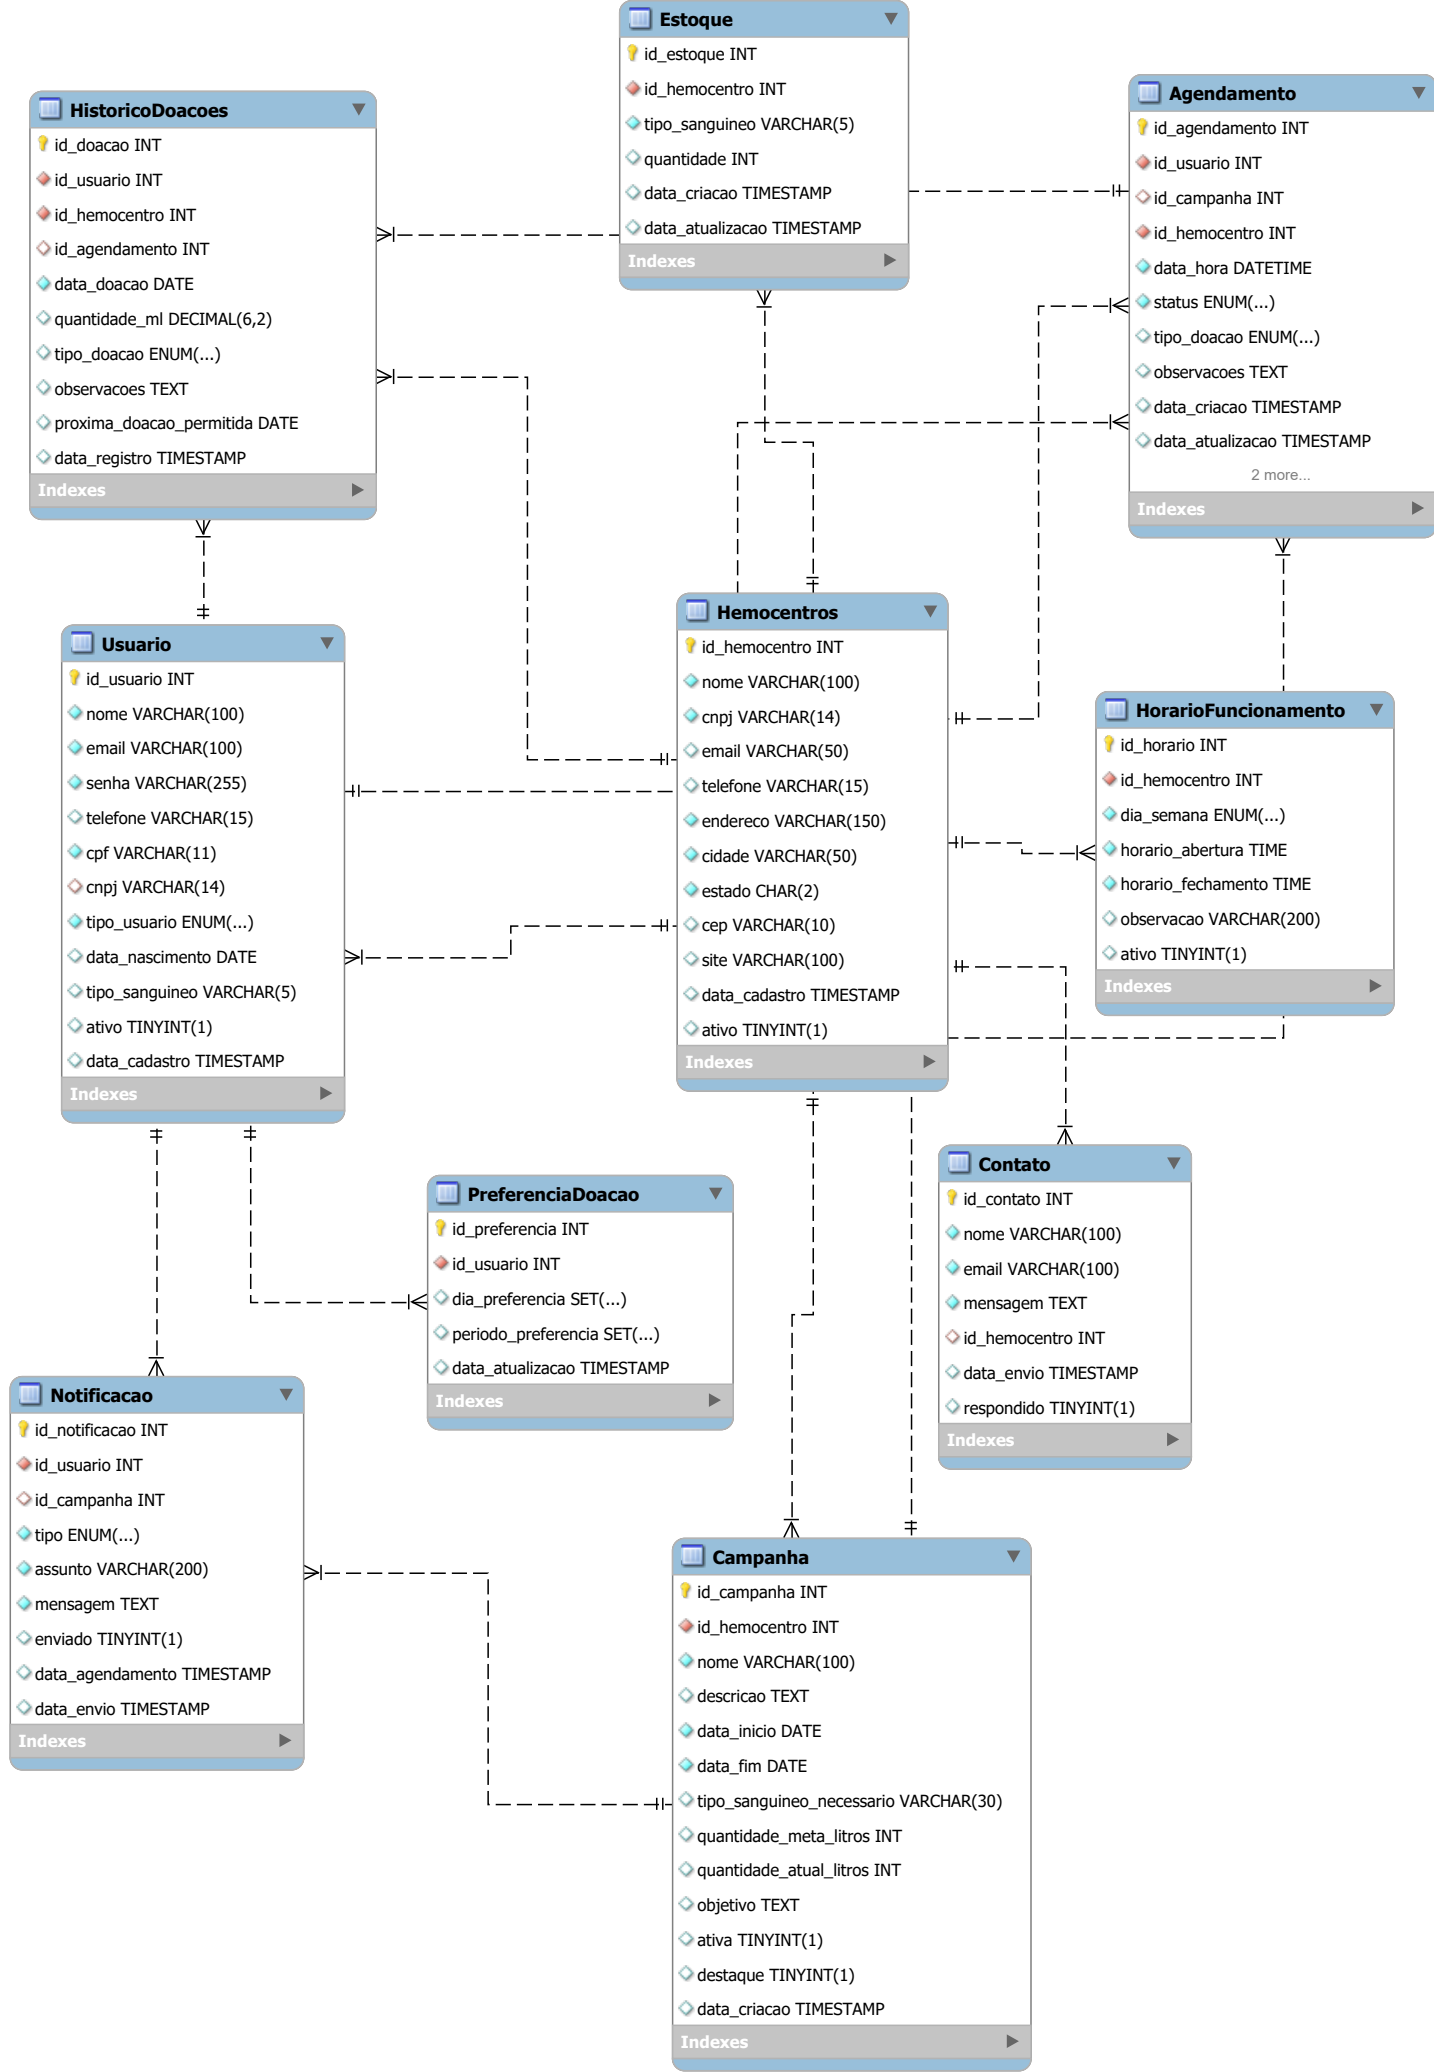 Estoque
id_estoque INT
id_hemocentro INT
tipo_sanguineo VARCHAR(5)
quantidade INT
data_criacao TIMESTAMP
data_atualizacao TIMESTAMP
Indexes
Agendamento
id_agendamento INT
id_usuario INT
id_campanha INT
id_hemocentro INT
data_hora DATETIME
status ENUM(...)
tipo_doacao ENUM(...)
observacoes TEXT
data_criacao TIMESTAMP
data_atualizacao TIMESTAMP
2 more...
Indexes
HistoricoDoacoes
id_doacao INT
id_usuario INT
id_hemocentro INT
id_agendamento INT
data_doacao DATE
quantidade_ml DECIMAL(6,2)
tipo_doacao ENUM(...)
observacoes TEXT
proxima_doacao_permitida DATE
data_registro TIMESTAMP
Indexes
Usuario
id_usuario INT
nome VARCHAR(100)
email VARCHAR(100)
senha VARCHAR(255)
telefone VARCHAR(15)
cpf VARCHAR(11)
cnpj VARCHAR(14)
tipo_usuario ENUM(...)
data_nascimento DATE
tipo_sanguineo VARCHAR(5)
ativo TINYINT(1)
data_cadastro TIMESTAMP
Indexes
Hemocentros
id_hemocentro INT
nome VARCHAR(100)
cnpj VARCHAR(14)
email VARCHAR(50)
telefone VARCHAR(15)
endereco VARCHAR(150)
cidade VARCHAR(50)
estado CHAR(2)
cep VARCHAR(10)
site VARCHAR(100)
data_cadastro TIMESTAMP
ativo TINYINT(1)
Indexes
HorarioFuncionamento
id_horario INT
id_hemocentro INT
dia_semana ENUM(...)
horario_abertura TIME
horario_fechamento TIME
observacao VARCHAR(200)
ativo TINYINT(1)
Indexes
PreferenciaDoacao
id_preferencia INT
id_usuario INT
dia_preferencia SET(...)
periodo_preferencia SET(...)
data_atualizacao TIMESTAMP
Indexes
Contato
id_contato INT
nome VARCHAR(100)
email VARCHAR(100)
mensagem TEXT
id_hemocentro INT
data_envio TIMESTAMP
respondido TINYINT(1)
Indexes
Notificacao
id_notificacao INT
id_usuario INT
id_campanha INT
tipo ENUM(...)
assunto VARCHAR(200)
mensagem TEXT
enviado TINYINT(1)
data_agendamento TIMESTAMP
data_envio TIMESTAMP
Indexes
Campanha
id_campanha INT
id_hemocentro INT
nome VARCHAR(100)
descricao TEXT
data_inicio DATE
data_fim DATE
tipo_sanguineo_necessario VARCHAR(30)
quantidade_meta_litros INT
quantidade_atual_litros INT
objetivo TEXT
ativa TINYINT(1)
destaque TINYINT(1)
data_criacao TIMESTAMP
Indexes